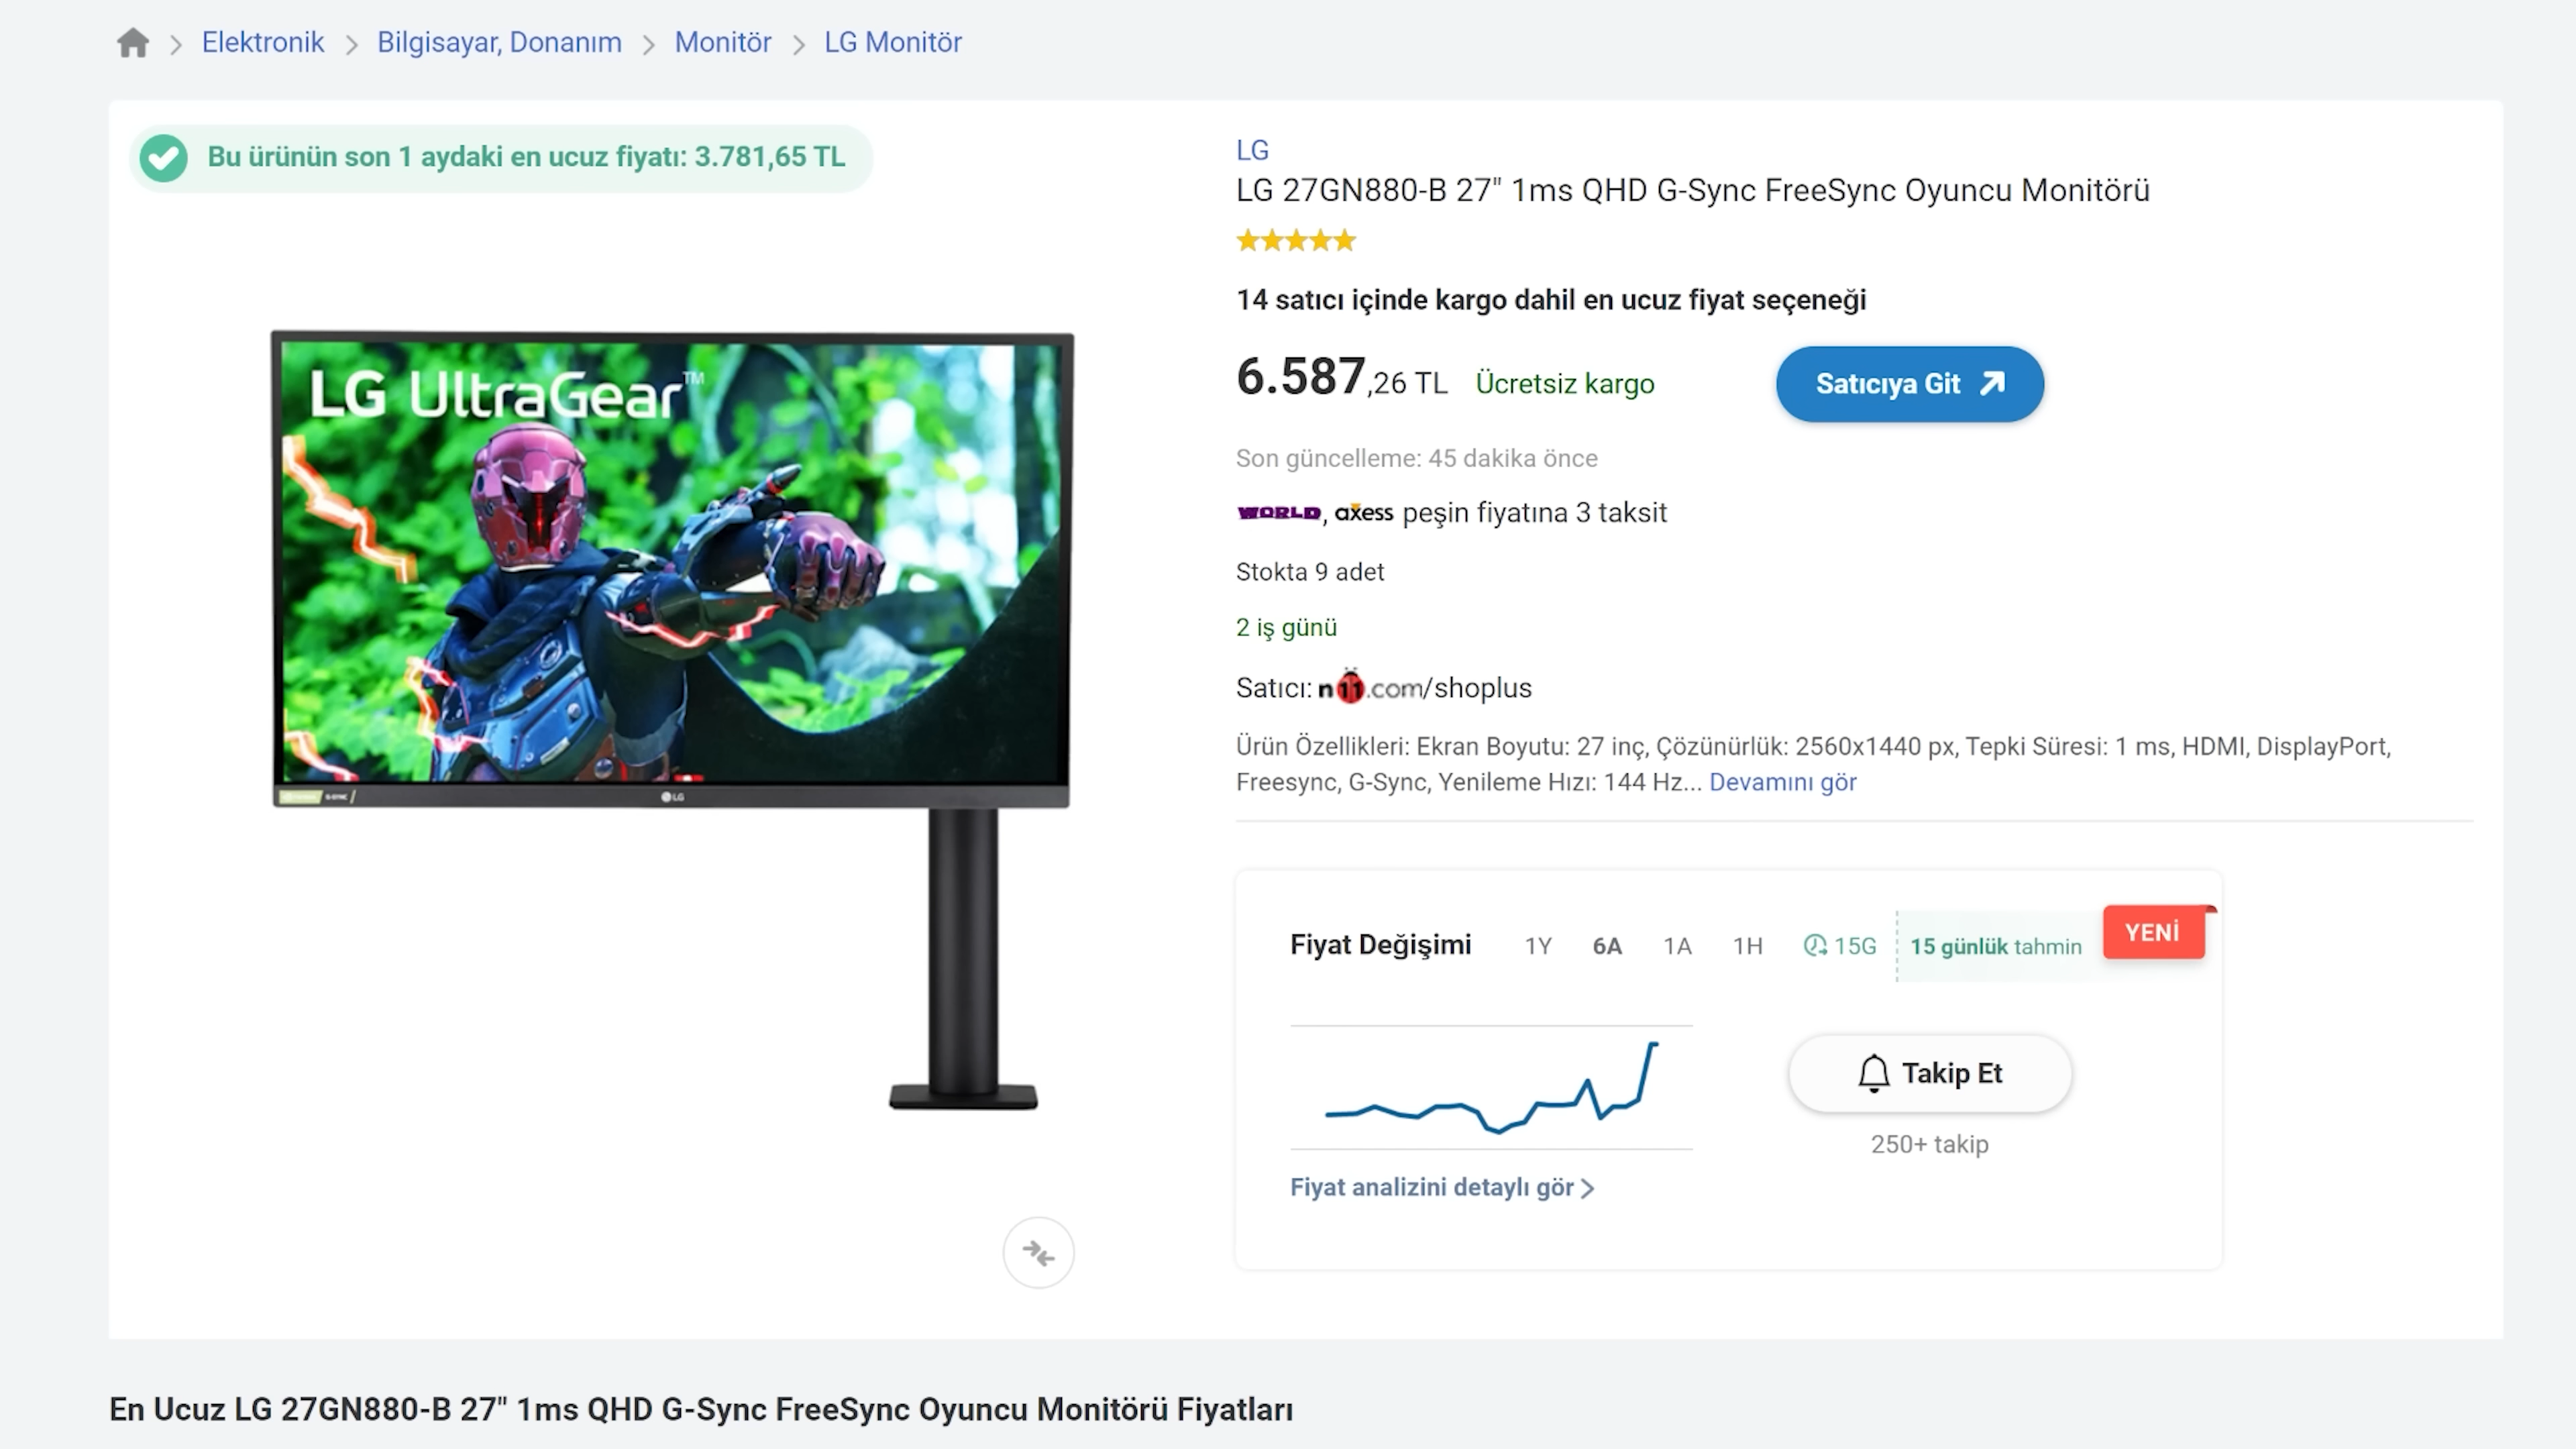 Elektronik > Bilgisayar, Donanım > Monitör > LG Monitör
Bu ürünün son 1 aydaki en ucuz fiyatı: 3.781,65 TL
LG UltraGear™
LG
LG
LG 27GN880-B 27" 1ms QHD G-Sync FreeSync Oyuncu Monitörü
14 satıcı içinde kargo dahil en ucuz fiyat seçeneği
6.587,26 TL Ücretsiz kargo
Satıcıya Git
Son güncelleme: 45 dakika önce
WORLD, axess peşin fiyatına 3 taksit
Stokta 9 adet
2 iş günü
Satıcı: n11.com/shoplus
Ürün Özellikleri: Ekran Boyutu: 27 inç, Çözünürlük: 2560x1440 px, Tepki Süresi: 1 ms, HDMI, DisplayPort,
Freesync, G-Sync, Yenileme Hızı: 144 Hz... Devamını gör
Fiyat Değişimi 1Y 6A 1A 1H 15G 15 günlük tahmin YENİ
Takip Et
250+ takip
Fiyat analizini detaylı gör >
En Ucuz LG 27GN880-B 27" 1ms QHD G-Sync FreeSync Oyuncu Monitörü Fiyatları